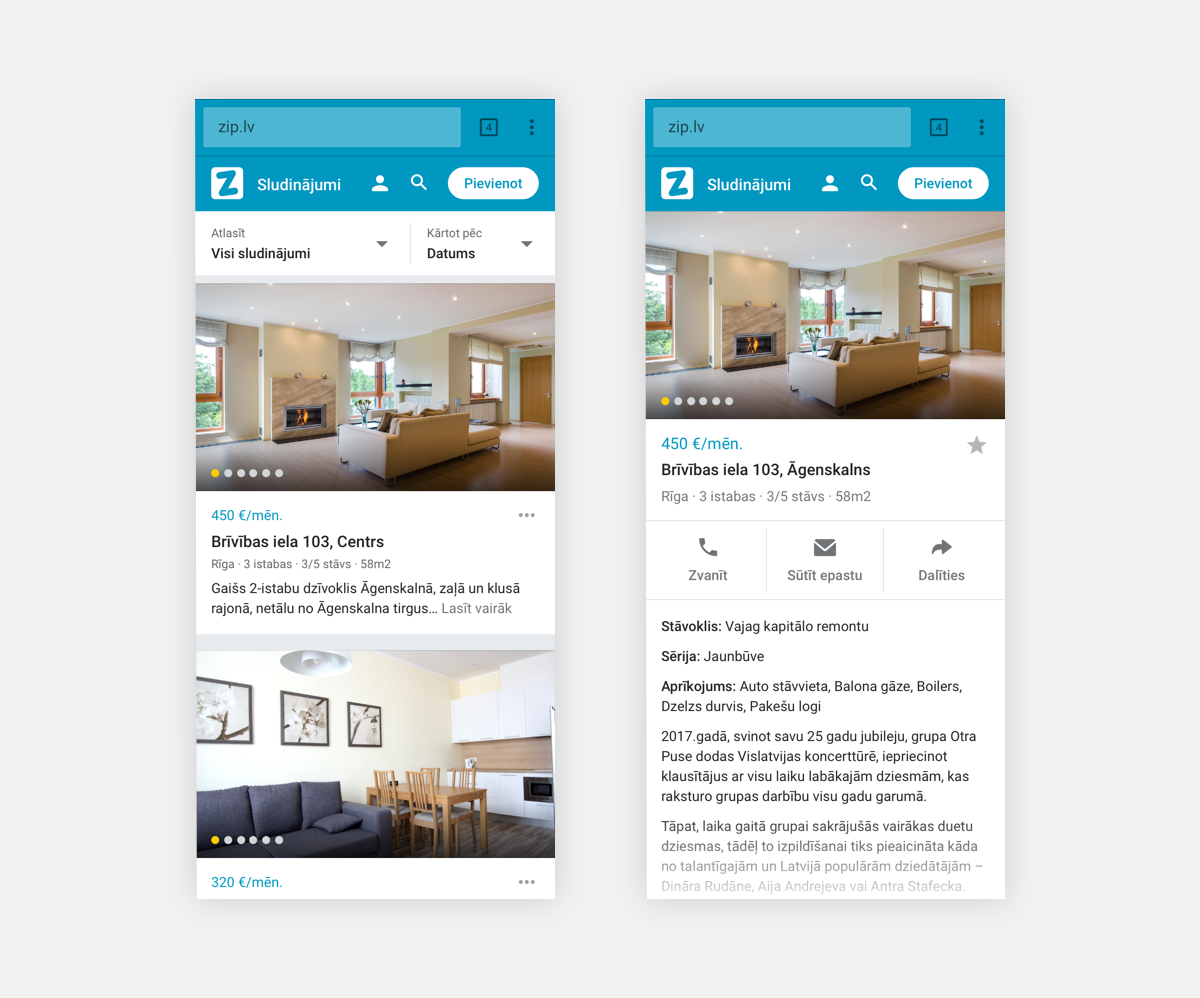 zip.lv
4
Z
Sludinājumi
Pievienot
Atlasīt
Visi sludinājumi
Kārtot pēc
Datums
450 €/mēn.
Brīvības iela 103, Centrs
Rīga · 3 istabas · 3/5 stāvs · 58m2
Gaišs 2-istabu dzīvoklis Āgenskalnā, zaļā un klusā
rajonā, netālu no Āgenskalna tirgus… Lasīt vairāk
320 €/mēn.
zip.lv
4
Z
Sludinājumi
Pievienot
450 €/mēn.
Brīvības iela 103, Āgenskalns
Rīga · 3 istabas · 3/5 stāvs · 58m2
Zvanīt
Sūtīt epastu
Dalīties
Stāvoklis: Vajag kapitālo remontu
Sērija: Jaunbūve
Aprīkojums: Auto stāvvieta, Balona gāze, Boilers,
Dzelzs durvis, Pakešu logi
2017.gadā, svinot savu 25 gadu jubileju, grupa Otra
Puse dodas Vislatvijas koncerttūrē, iepriecinot
klausītājus ar visu laiku labākajām dziesmām, kas
raksturo grupas darbību visu gadu garumā.
Tāpat, laika gaitā grupai sakrājušās vairākas duetu
dziesmas, tādēļ to izpildīšanai tiks pieaicināta kāda
no talantīgajām un Latvijā populārām dziedātājām –
Dināra Rudāne, Aija Andrejeva vai Antra Stafecka.